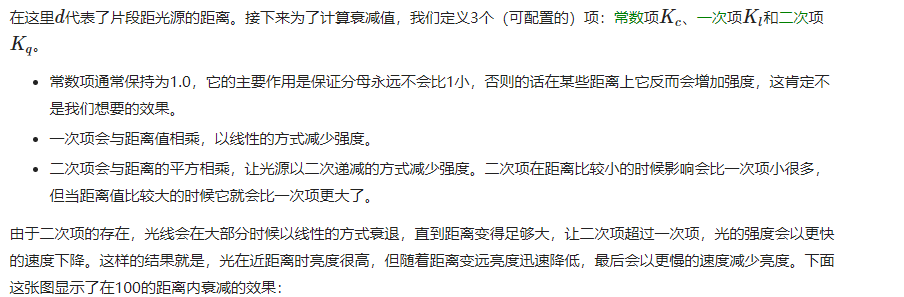 在这里d代表了片段距光源的距离。接下来为了计算衰减值，我们定义3个（可配置的）项：常数项Kc、一次项Kl和二次项
Kq。
常数项通常保持为1.0，它的主要作用是保证分母永远不会比1小，否则的话在某些距离上它反而会增加强度，这肯定不
是我们想要的效果。
一次项会与距离值相乘，以线性的方式减少强度。
二次项会与距离的平方相乘，让光源以二次递减的方式减少强度。二次项在距离比较小的时候影响会比一次项小很多，
但当距离值比较大的时候它就会比一次项更大了。
由于二次项的存在，光线会在大部分时候以线性的方式衰退，直到距离变得足够大，让二次项超过一次项，光的强度会以更快
的速度下降。这样的结果就是，光在近距离时亮度很高，但随着距离变远亮度迅速降低，最后会以更慢的速度减少亮度。下面
这张图显示了在100的距离内衰减的效果：